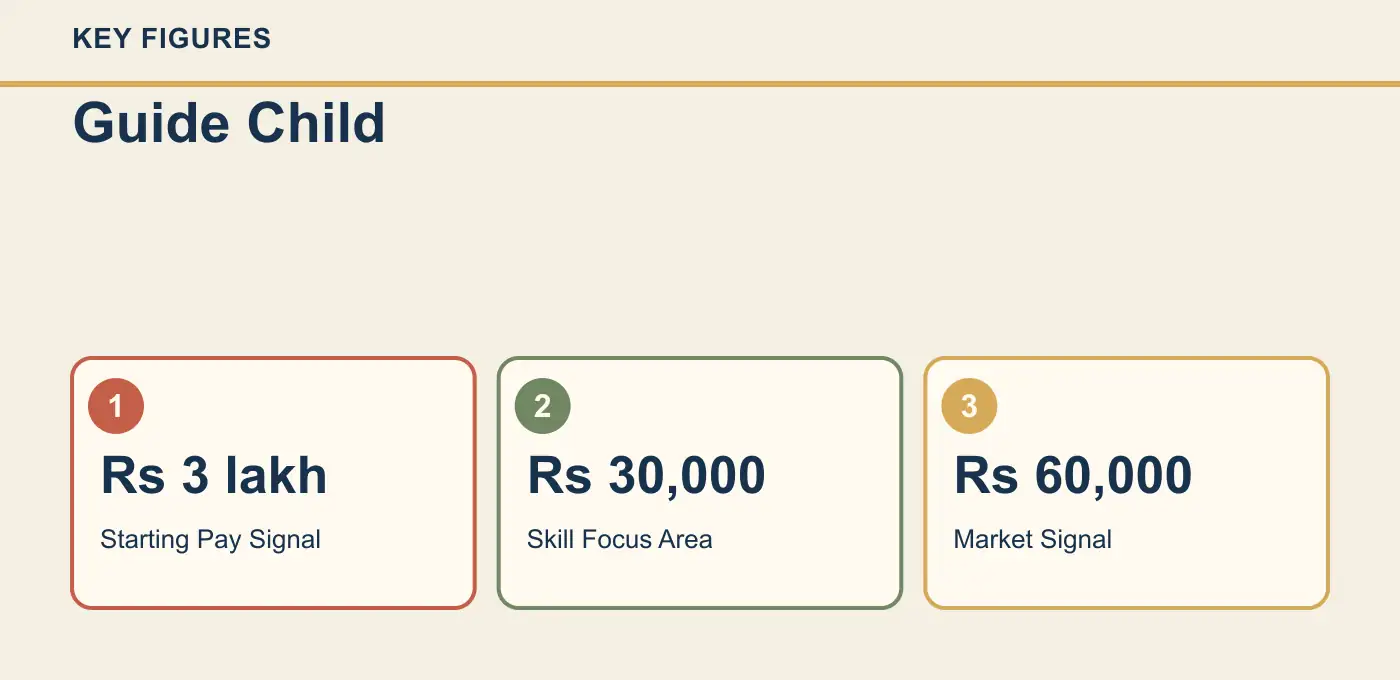 KEY FIGURES
Guide Child
1
Rs 3 lakh
Starting Pay Signal
2
Rs 30,000
Skill Focus Area
3
Rs 60,000
Market Signal